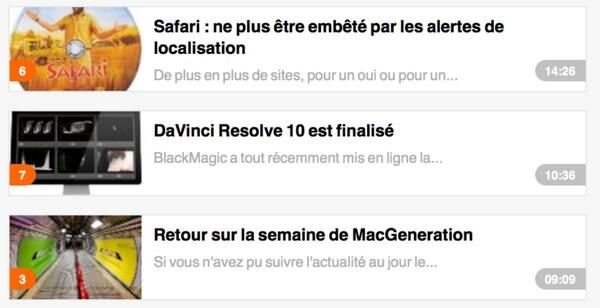 SAFARI
6
Safari : ne plus être embêté par les alertes de
localisation
De plus en plus de sites, pour un oui ou pour un...
14:26
7
DaVinci Resolve 10 est finalisé
BlackMagic a tout récemment mis en ligne la...
10:36
3
Retour sur la semaine de MacGeneration
Si vous n'avez pu suivre l'actualité au jour le...
09:09